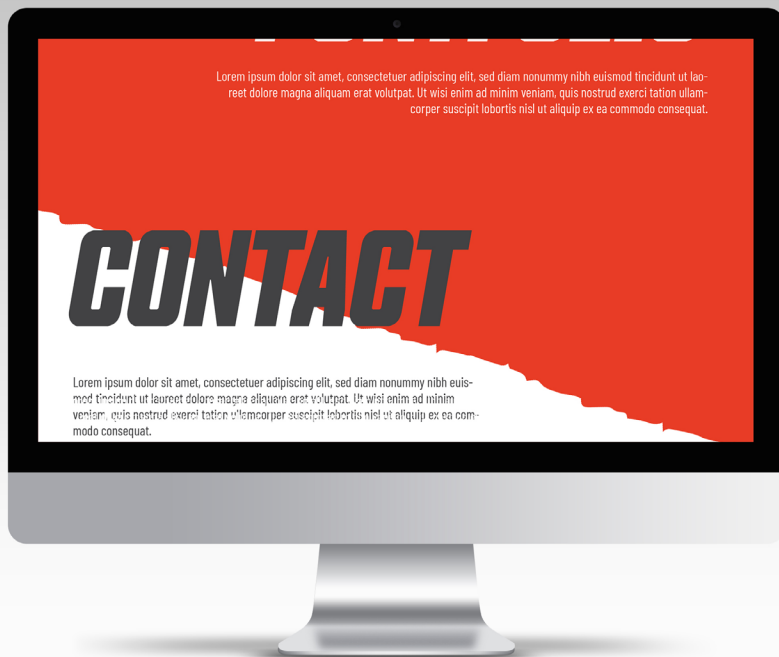 Lorem ipsum dolor sit amet, consectetuer adipiscing elit, sed diam nonummy nibh euismod tincidunt ut lao-
reet dolore magna aliquam erat volutpat. Ut wisi enim ad minim veniam, quis nostrud exerci tation ullam-
corper suscipit lobortis nisl ut aliquip ex ea commodo consequat.
CONTACT
Lorem ipsum dolor sit amet, consectetuer adipiscing elit, sed diam nonummy nibh euis-
mod tincidunt ut laoreet dolore magna aliquam erat volutpat. Ut wisi enim ad minim
veniam, quis nostrud exerci tation ullamcorper suscipit lobortis nisl ut aliquip ex ea com-
modo consequat.